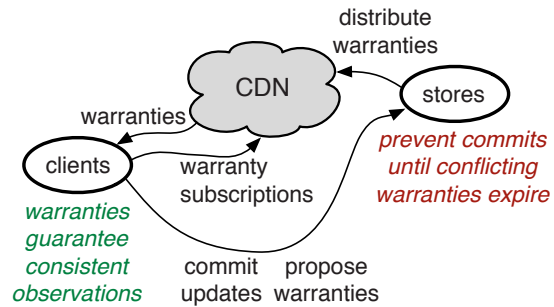 distribute
warranties
CDN
stores
warranties
prevent commits
until conflicting
warranties expire
clients
warranty
subscriptions
warranties
guarantee
consistent
observations
commit propose
updates warranties